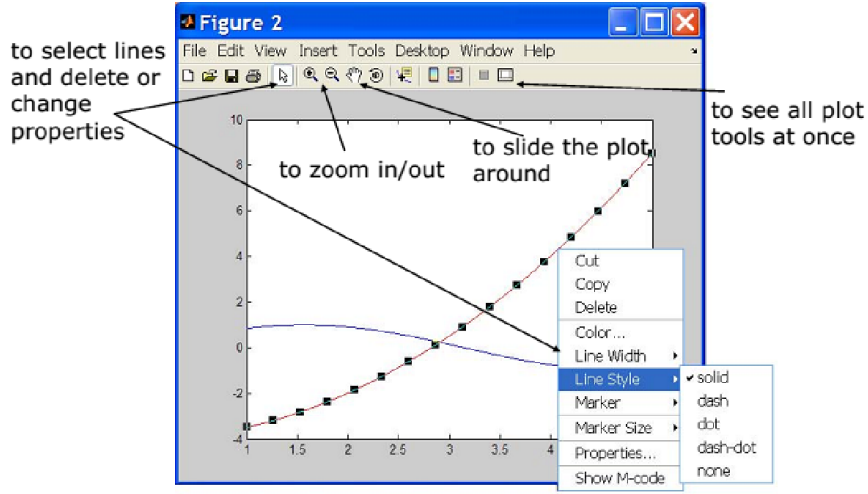 Figure 2
File Edit View Insert Tools Desktop Window Help
to select lines
and delete or
change
properties
to zoom in/out
to slide the plot
around
to see all plot
tools at once
10
8
6
4
2
0
-2
-4
1
1.5
2
2.5
3
3.5
4
Cut
Copy
Delete
Color...
Line Width
Line Style
Marker
Marker Size
Properties...
Show M-code
solid
dash
dot
dash-dot
none